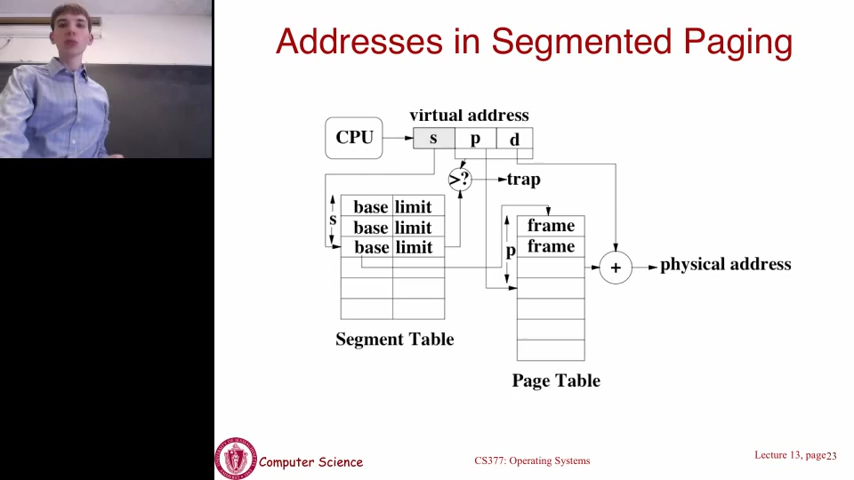 Addresses in Segmented Paging
virtual address
CPU
s p d
>? trap
base limit
s
base limit
base limit
frame
p
frame
+ physical address
Segment Table
Page Table
Computer Science
CS377: Operating Systems
Lecture 13, page23